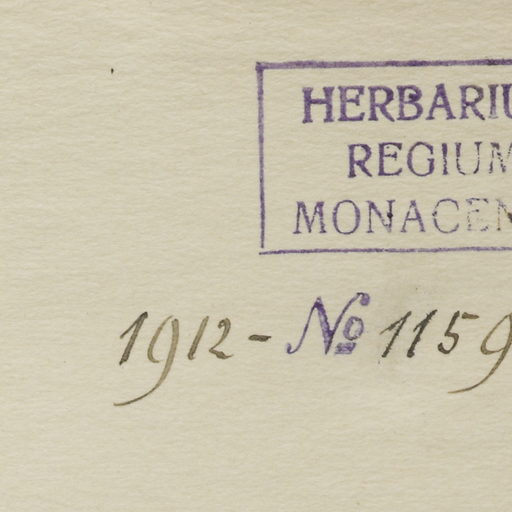 HERBARIU
REGIUM
MONACEN
1912 - No 1159